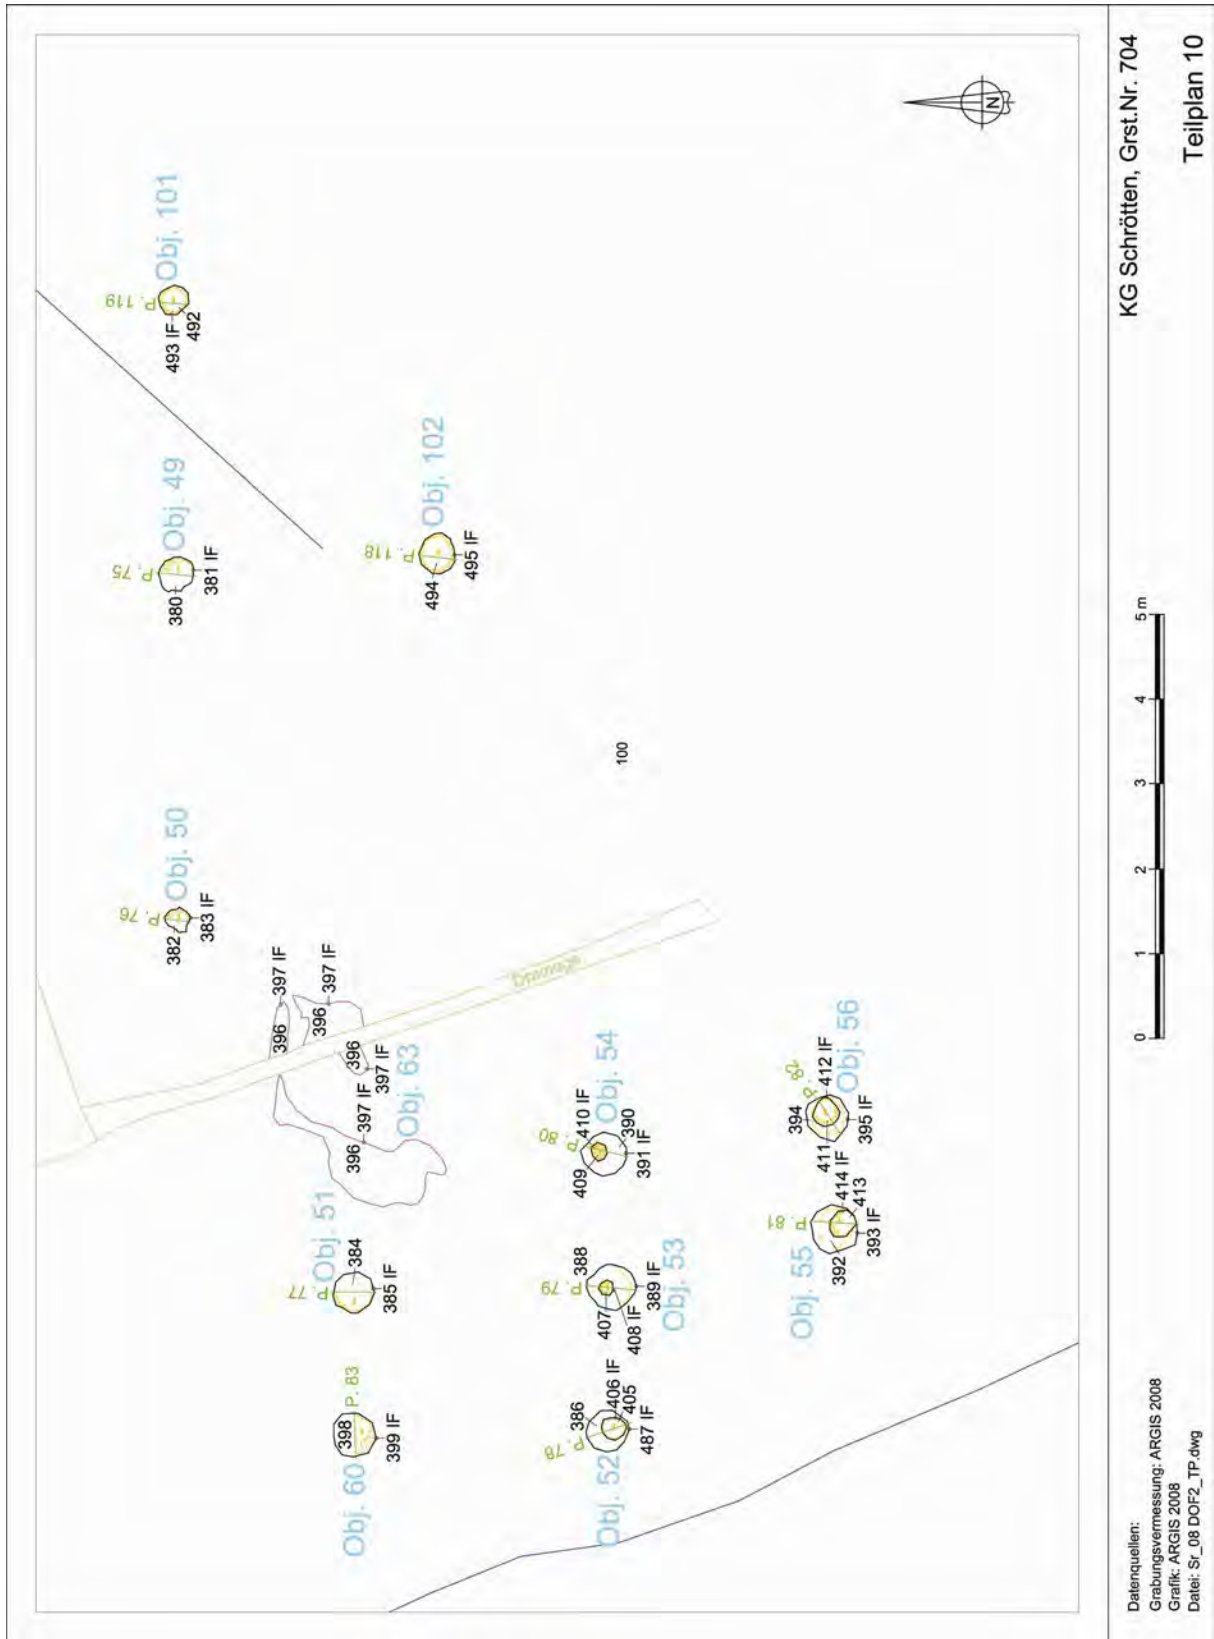 KG Schrötten, Grst.Nr. 704
Teilplan 10
N
P. 119
Obj. 101
493 IF
492
P. 75
Obj. 49
380
381 IF
P. 118
Obj. 102
494
495 IF
P. 76
Obj. 50
382
383 IF
100
397 IF
396
397 IF
396
396
397 IF
397 IF
396
Obj. 63
Drainage
P. 77
Obj. 51
384
385 IF
398
P. 83
Obj. 60
399 IF
P. 80
Obj. 54
410 IF
409
390
391 IF
P. 79
388
Obj. 53
407
408 IF
389 IF
386
P. 78
Obj. 52
406 IF
405
487 IF
Obj. 56
394
412 IF
411
395 IF
P. 81
Obj. 55
414 IF
413
392
393 IF
0 1 2 3 4 5 m
Datenquellen:
Grabungsvermessung: ARGIS 2008
Grafik: ARGIS 2008
Datei: Sr_08 DOF2_TP.dwg